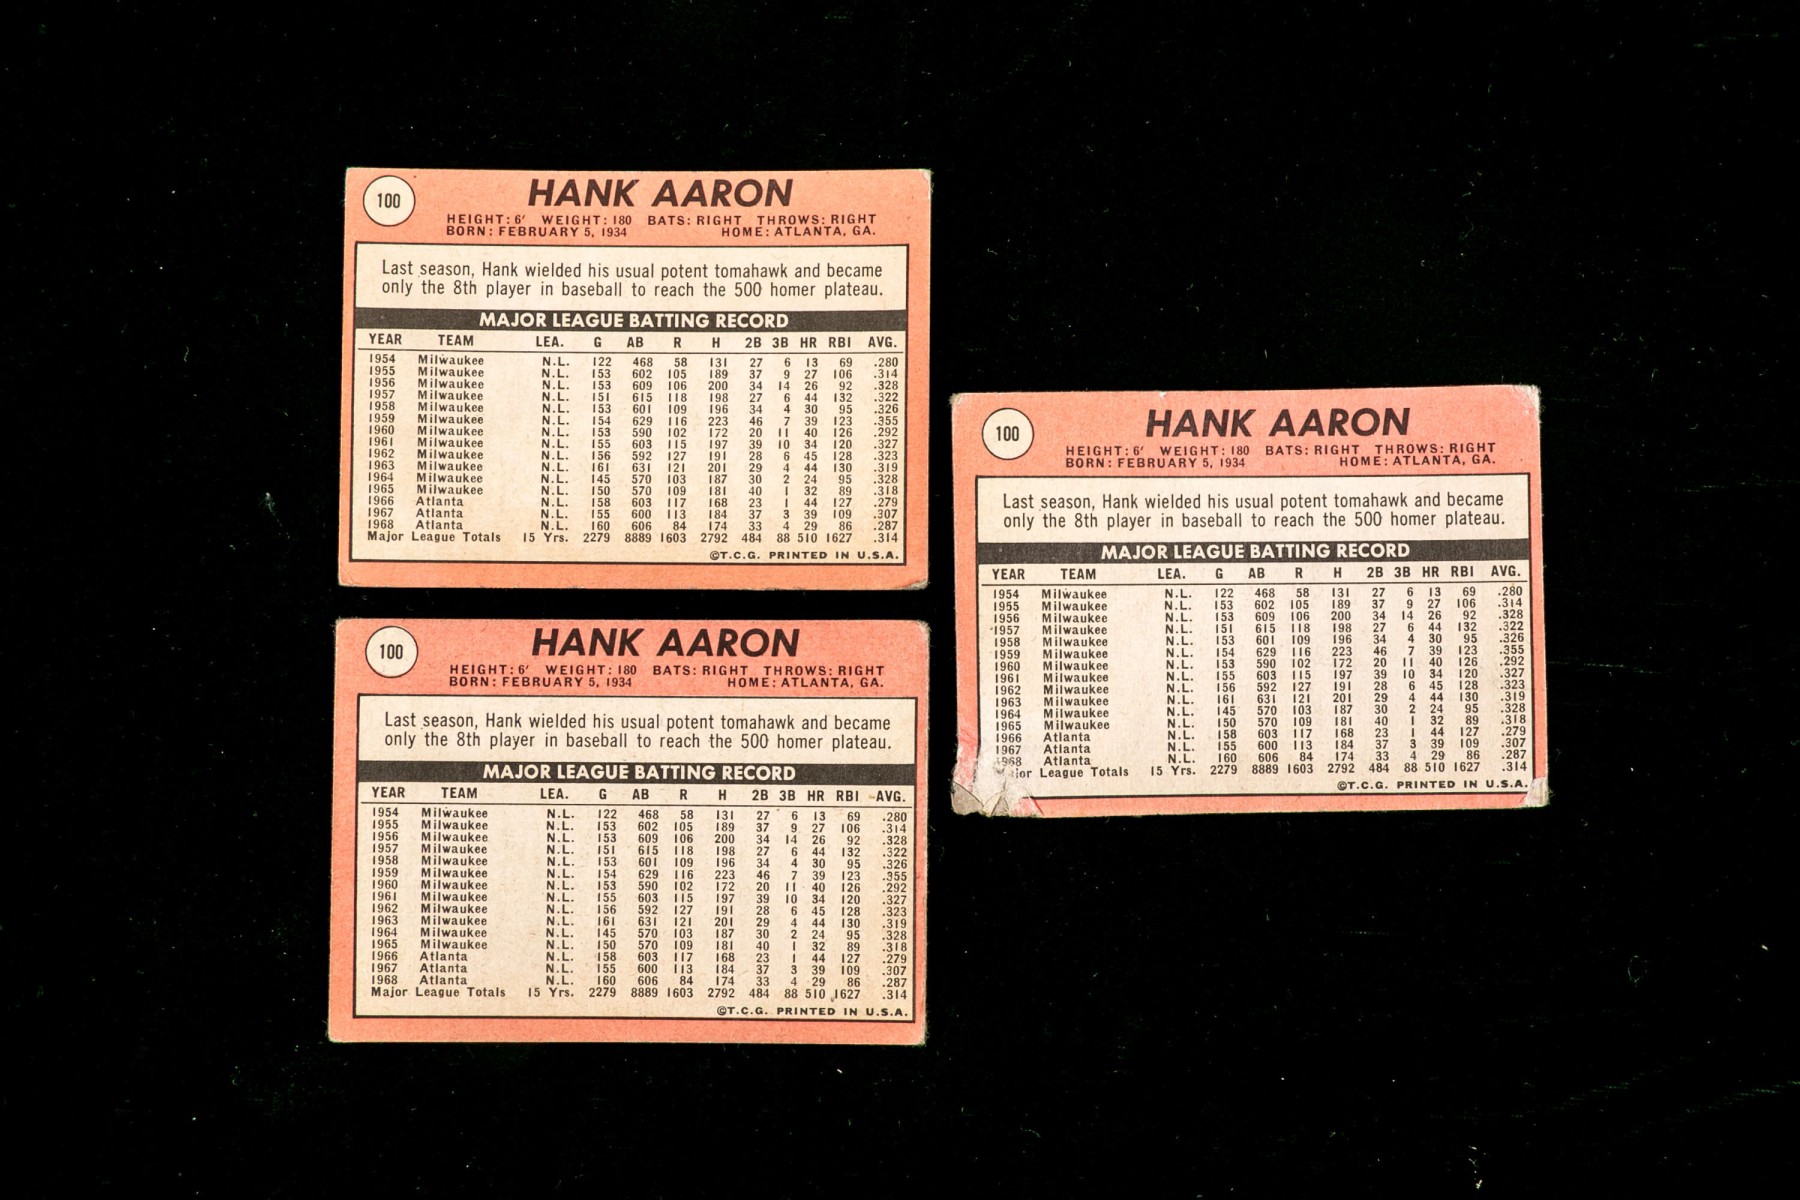 100
HANK AARON
HEIGHT: 6' WEIGHT: 180 BATS: RIGHT THROWS: RIGHT
BORN: FEBRUARY 5, 1934 HOME: ATLANTA, GA.
Last season, Hank wielded his usual potent tomahawk and became
only the 8th player in baseball to reach the 500 homer plateau.
MAJOR LEAGUE BATTING RECORD
YEAR TEAM LEA. G AB R H 2B 3B HR RBI AVG.
1954 Milwaukee N.L. 122 468 58 131 27 6 13 69 .280
1955 Milwaukee N.L. 153 602 105 189 37 9 27 106 .314
1956 Milwaukee N.L. 153 609 106 200 34 14 26 92 .328
1957 Milwaukee N.L. 151 615 118 198 27 6 44 132 .322
1958 Milwaukee N.L. 153 601 109 196 34 4 30 95 .326
1959 Milwaukee N.L. 154 629 116 223 46 7 39 123 .355
1960 Milwaukee N.L. 153 590 102 172 20 11 40 126 .292
1961 Milwaukee N.L. 155 603 115 197 39 10 34 120 .327
1962 Milwaukee N.L. 156 592 127 191 28 6 45 128 .323
1963 Milwaukee N.L. 161 631 121 201 29 4 44 130 .319
1964 Milwaukee N.L. 145 570 103 187 30 2 24 95 .328
1965 Milwaukee N.L. 150 570 109 181 40 1 32 89 .318
1966 Atlanta N.L. 158 603 117 168 23 1 44 127 .279
1967 Atlanta N.L. 155 600 113 184 37 3 39 109 .307
1968 Atlanta N.L. 160 606 84 174 33 4 29 86 .287
Major League Totals 15 Yrs. 2279 8889 1603 2792 484 88 510 1627 .314
©T.C.G. PRINTED IN U.S.A.
100
HANK AARON
HEIGHT: 6' WEIGHT: 180 BATS: RIGHT THROWS: RIGHT
BORN: FEBRUARY 5, 1934 HOME: ATLANTA, GA.
Last season, Hank wielded his usual potent tomahawk and became
only the 8th player in baseball to reach the 500 homer plateau.
MAJOR LEAGUE BATTING RECORD
YEAR TEAM LEA. G AB R H 2B 3B HR RBI AVG.
1954 Milwaukee N.L. 122 468 58 131 27 6 13 69 .280
1955 Milwaukee N.L. 153 602 105 189 37 9 27 106 .314
1956 Milwaukee N.L. 153 609 106 200 34 14 26 92 .328
1957 Milwaukee N.L. 151 615 118 198 27 6 44 132 .322
1958 Milwaukee N.L. 153 601 109 196 34 4 30 95 .326
1959 Milwaukee N.L. 154 629 116 223 46 7 39 123 .355
1960 Milwaukee N.L. 153 590 102 172 20 11 40 126 .292
1961 Milwaukee N.L. 155 603 115 197 39 10 34 120 .327
1962 Milwaukee N.L. 156 592 127 191 28 6 45 128 .323
1963 Milwaukee N.L. 161 631 121 201 29 4 44 130 .319
1964 Milwaukee N.L. 145 570 103 187 30 2 24 95 .328
1965 Milwaukee N.L. 150 570 109 181 40 1 32 89 .318
1966 Atlanta N.L. 158 603 117 168 23 1 44 127 .279
1967 Atlanta N.L. 155 600 113 184 37 3 39 109 .307
1968 Atlanta N.L. 160 606 84 174 33 4 29 86 .287
Major League Totals 15 Yrs. 2279 8889 1603 2792 484 88 510 1627 .314
©T.C.G. PRINTED IN U.S.A.
100
HANK AARON
HEIGHT: 6' WEIGHT: 180 BATS: RIGHT THROWS: RIGHT
BORN: FEBRUARY 5, 1934 HOME: ATLANTA, GA.
Last season, Hank wielded his usual potent tomahawk and became
only the 8th player in baseball to reach the 500 homer plateau.
MAJOR LEAGUE BATTING RECORD
YEAR TEAM LEA. G AB R H 2B 3B HR RBI AVG.
1954 Milwaukee N.L. 122 468 58 131 27 6 13 69 .280
1955 Milwaukee N.L. 153 602 105 189 37 9 27 106 .314
1956 Milwaukee N.L. 153 609 106 200 34 14 26 92 .328
1957 Milwaukee N.L. 151 615 118 198 27 6 44 132 .322
1958 Milwaukee N.L. 153 601 109 196 34 4 30 95 .326
1959 Milwaukee N.L. 154 629 116 223 46 7 39 123 .355
1960 Milwaukee N.L. 153 590 102 172 20 11 40 126 .292
1961 Milwaukee N.L. 155 603 115 197 39 10 34 120 .327
1962 Milwaukee N.L. 156 592 127 191 28 6 45 128 .323
1963 Milwaukee N.L. 161 631 121 201 29 4 44 130 .319
1964 Milwaukee N.L. 145 570 103 187 30 2 24 95 .328
1965 Milwaukee N.L. 150 570 109 181 40 1 32 89 .318
1966 Atlanta N.L. 158 603 117 168 23 1 44 127 .279
1967 Atlanta N.L. 155 600 113 184 37 3 39 109 .307
968 Atlanta N.L. 160 606 84 174 33 4 29 86 .287
ior League Totals 15 Yrs. 2279 8889 1603 2792 484 88 510 1627 .314
©T.C.G. PRINTED IN U.S.A.